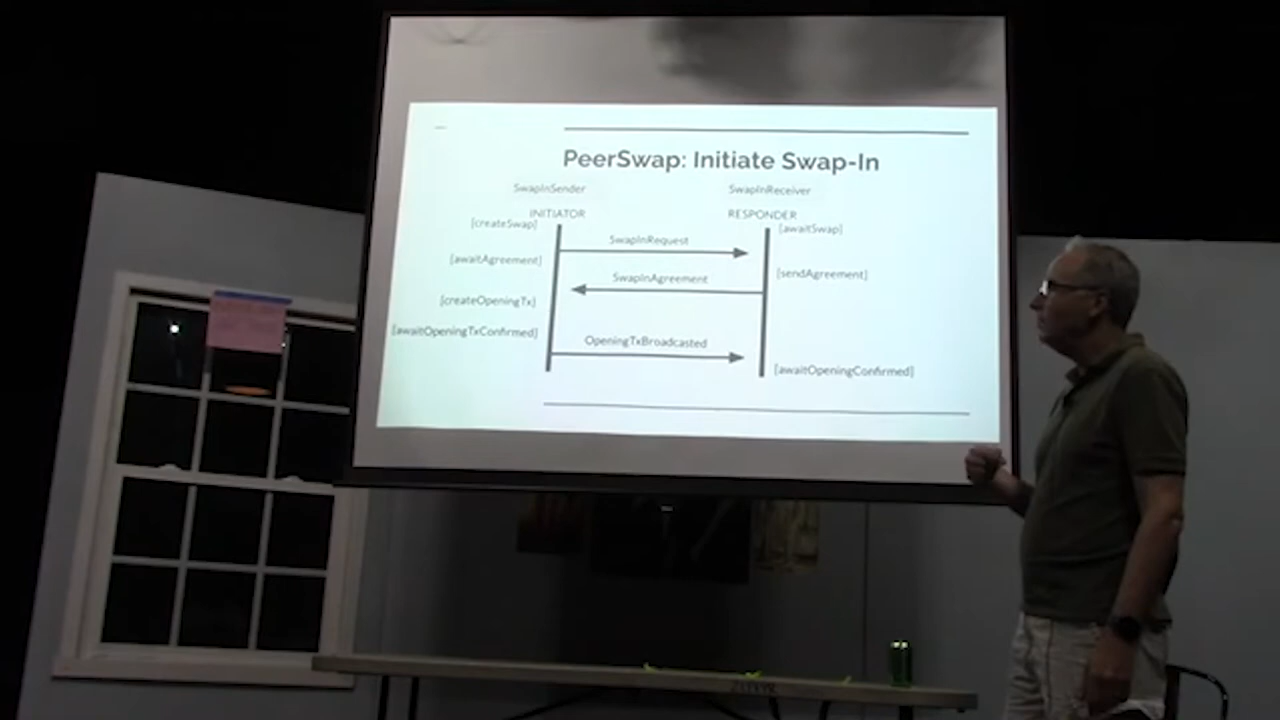 PeerSwap: Initiate Swap-In
SwapInSender
SwapInReceiver
INITIATOR
RESPONDER
[createSwap]
[awaitSwap]
SwapInRequest
[awaitAgreement]
[sendAgreement]
SwapInAgreement
[createOpeningTx]
[awaitOpeningTxConfirmed]
OpeningTxBroadcasted
[awaitOpeningConfirmed]